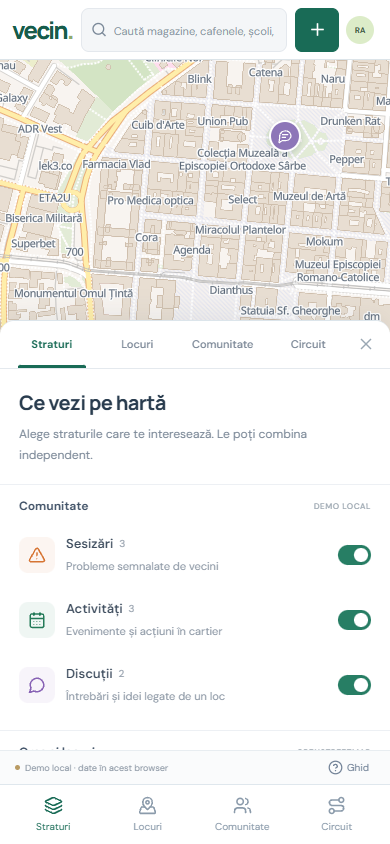 vecin.
Caută magazine, cafenele, școli,
RA
Catena
Blink
Naru
Galaxy
ADR Vest
Cuib d'Arte
Union Pub
Drunken Rat
Colecția Muzeală a
Episcopiei Ortodoxe Sârbe
lek3.co
Farmacia Vlad
Pepper
ETA2U
Pro Medica optica
Select
Muzeul de Artă
Biserica Militară
Miracolul Plantelor
Superbet
700
Cora
Agenda
Mokum
Muzeul Episcopiei
Romano-Catolice
Monumentul Omul Țintă
Dianthus
Statuia Sf. Gheorghe
dm
Straturi
Locuri
Comunitate
Circuit
Ce vezi pe hartă
Alege straturile care te interesează. Le poți combina
independent.
Comunitate
DEMO LOCAL
Sesizări 3
Probleme semnalate de vecini
Activități 3
Evenimente și acțiuni în cartier
Discuții 2
Întrebări și idei legate de un loc
Demo local · date în acest browser
Ghid
Straturi
Locuri
Comunitate
Circuit